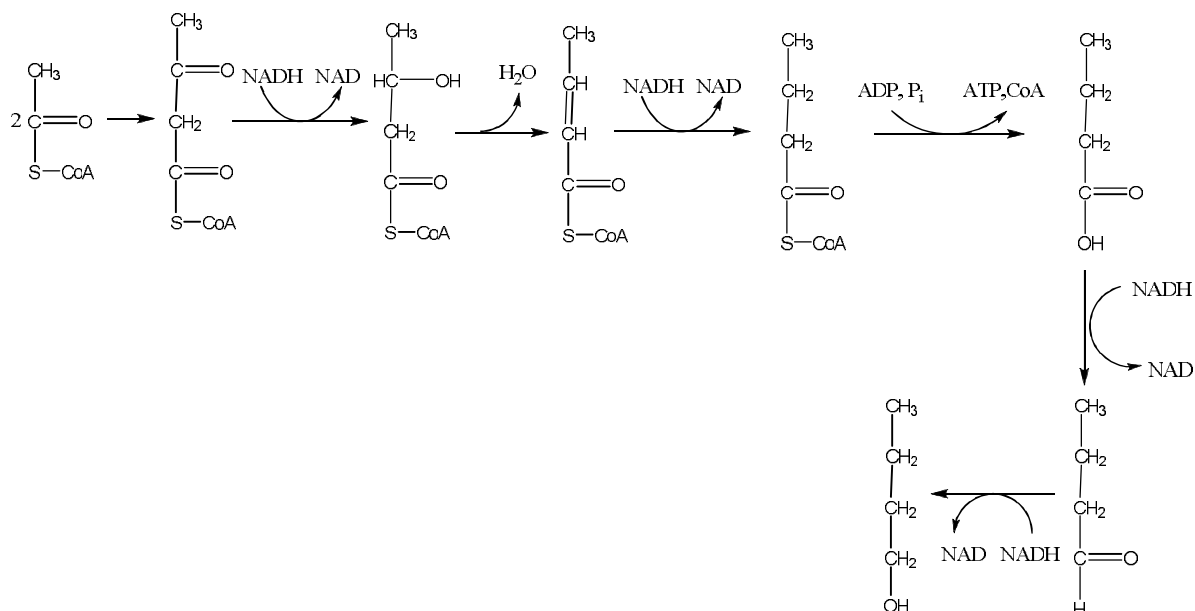 CH3
2 C O
S CoA
CH3
C O
CH2
C O
S CoA
NADH NAD
CH3
HC OH
CH2
C O
S CoA
H2O
CH3
CH
CH
C O
S CoA
NADH NAD
CH3
CH2
CH2
C O
S CoA
ADP, Pi ATP,CoA
CH3
CH2
CH2
C O
OH
NADH
NAD
CH3
CH2
CH2
C O
H
NAD NADH
CH3
CH2
CH2
CH2
OH